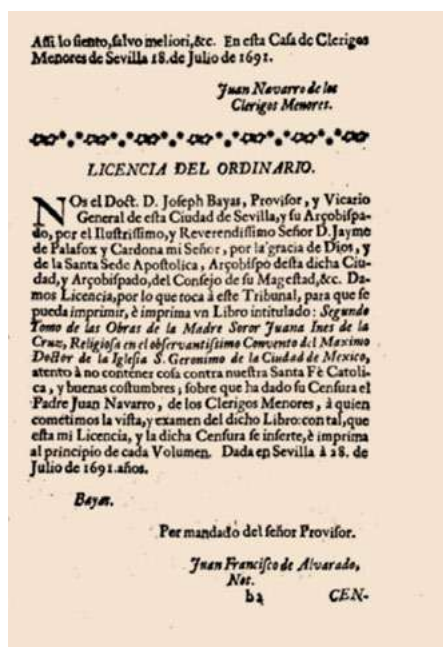 Assi lo siento, salvo meliori, &c. En esta Casa de Clerigos
Menores de Sevilla 18. de Julio de 1691.
Juan Navarro de los
Clerigos Menores.
LICENCIA DEL ORDINARIO.
NOs el Doct. D. Joseph Bayas, Provisor, y Vicario
General de esta Ciudad de Sevilla, y su Arçobispa-
do, por el Ilustrissimo, y Reverendissimo Señor D. Jayme
de Palafox y Cardona mi Señor, por la gracia de Dios, y
de la Santa Sede Apostolica, Arçobispo desta dicha Ciu-
dad, y Arçobispado, del Consejo de su Magestad, &c. Da-
mos Licencia, por lo que toca à este Tribunal, para que se
pueda imprimir, è imprima vn Libro intitulado: Segundo
Tomo de las Obras de la Madre Soror Juana Ines de la
Cruz, Religiosa en el observantissimo Convento del Maximo
Doctor de la Iglesia S. Geronimo de la Ciudad de Mexico,
atento à no contener cosa contra nuestra Santa Fè Catoli-
ca, y buenas costumbres; sobre que ha dado su Censura el
Padre Juan Navarro, de los Clerigos Menores, à quien
cometimos la vista, y examen del dicho Libro: con tal, que
esta mi Licencia, y la dicha Censura se inserte, è imprima
al principio de cada Volumen. Dada en Sevilla à 18. de
Julio de 1691. años.
Bayas.
Por mandado del señor Provisor.
Juan Francisco de Alvarado,
Not.
b2 CEN-